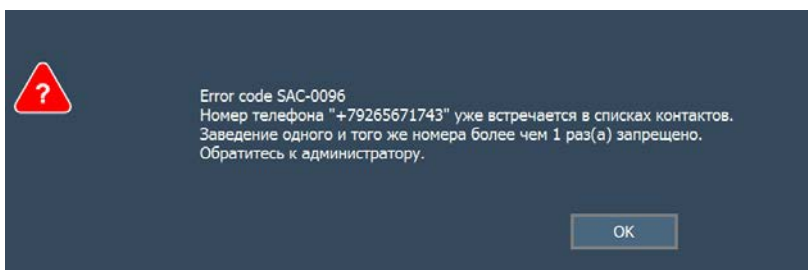 ?
Error code SAC-0096
Номер телефона "+79265671743" уже встречается в списках контактов.
Заведение одного и того же номера более чем 1 раз(а) запрещено.
Обратитесь к администратору.
OK